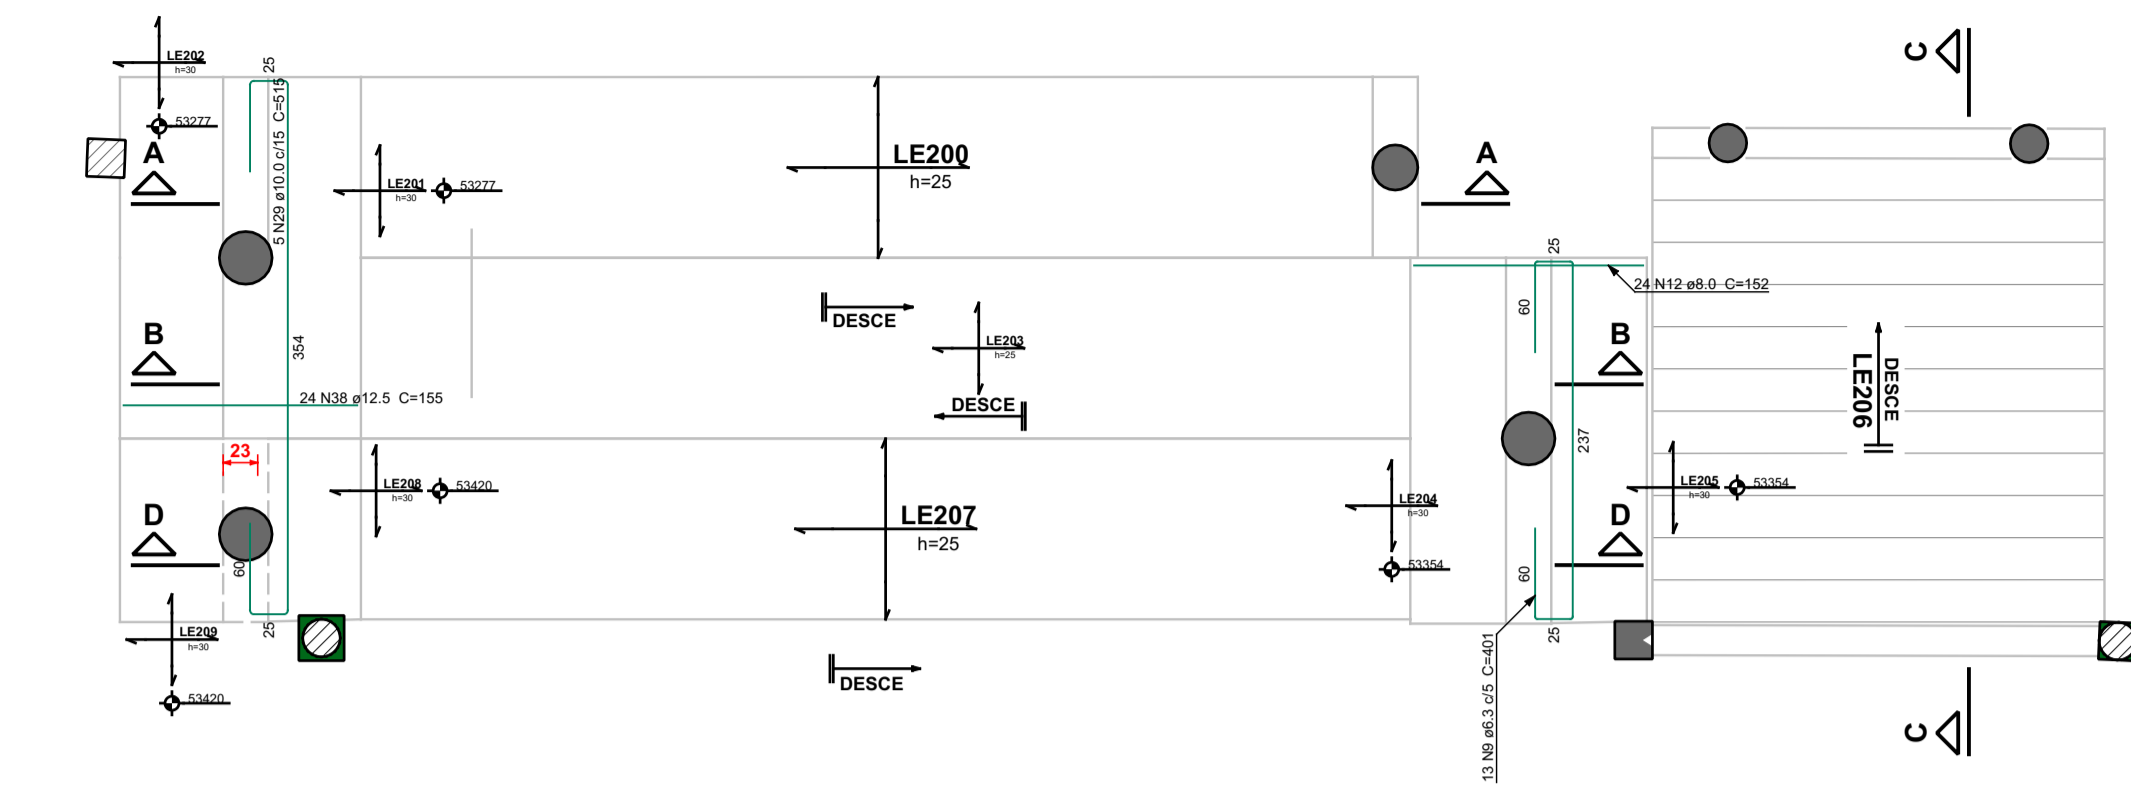 LE202
h=30
53277
A
25
5 N29 ø10.0 c/15  C=515
LE201
h=30
53277
LE200
h=25
A
C
B
354
24 N38 ø12.5  C=155
DESCE
LE203
h=25
DESCE
25
60
24 N12 ø8.0  C=152
B
237
DESCE
LE206
23
D
60
25
LE208
h=30
53420
LE207
h=25
LE204
h=30
53354
LE205
h=30
53354
D
60
25
13 N9 ø6.3 c/5  C=401
LE209
h=30
53420
DESCE
C